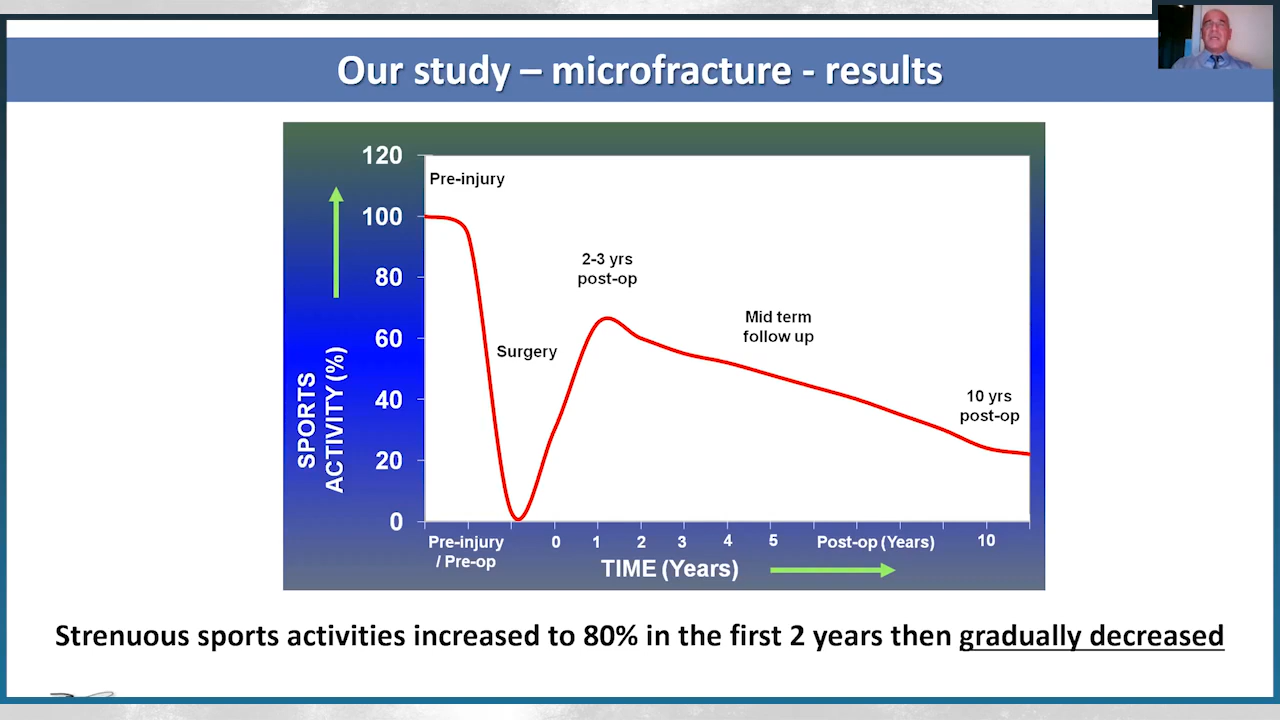 Our study – microfracture - results
120
100
80
60
40
20
0
SPORTS
ACTIVITY (%)
Pre-injury
Surgery
2-3 yrs
post-op
Mid term
follow up
10 yrs
post-op
Pre-injury
/ Pre-op
0 1 2 3 4 5 Post-op (Years) 10
TIME (Years)
Strenuous sports activities increased to 80% in the first 2 years then gradually decreased